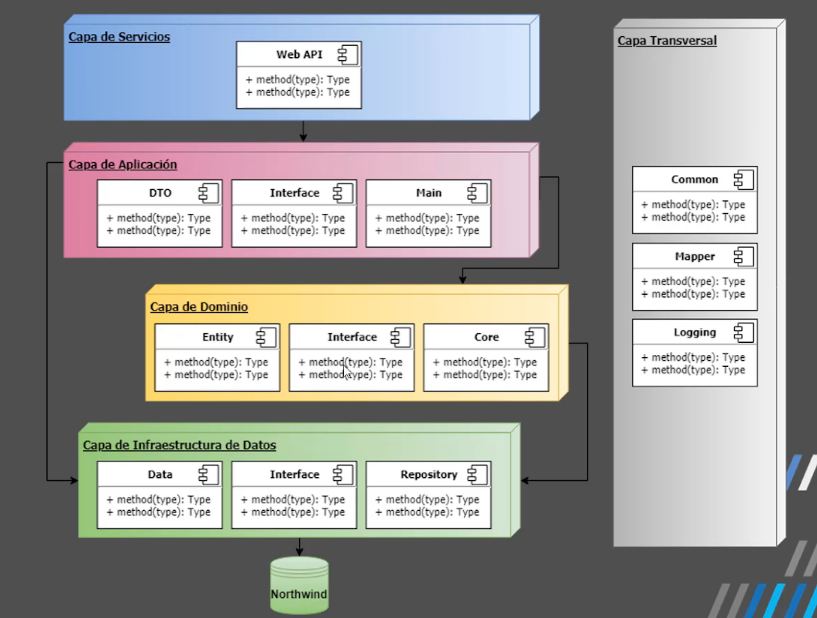 Capa de Servicios
Web API
+ method(type): Type
+ method(type): Type
Capa de Aplicación
DTO
+ method(type): Type
+ method(type): Type
Interface
+ method(type): Type
+ method(type): Type
Main
+ method(type): Type
+ method(type): Type
Capa de Dominio
Entity
+ method(type): Type
+ method(type): Type
Interface
+ method(type): Type
+ method(type): Type
Core
+ method(type): Type
+ method(type): Type
Capa de Infraestructura de Datos
Data
+ method(type): Type
+ method(type): Type
Interface
+ method(type): Type
+ method(type): Type
Repository
+ method(type): Type
+ method(type): Type
Northwind
Capa Transversal
Common
+ method(type): Type
+ method(type): Type
Mapper
+ method(type): Type
+ method(type): Type
Logging
+ method(type): Type
+ method(type): Type